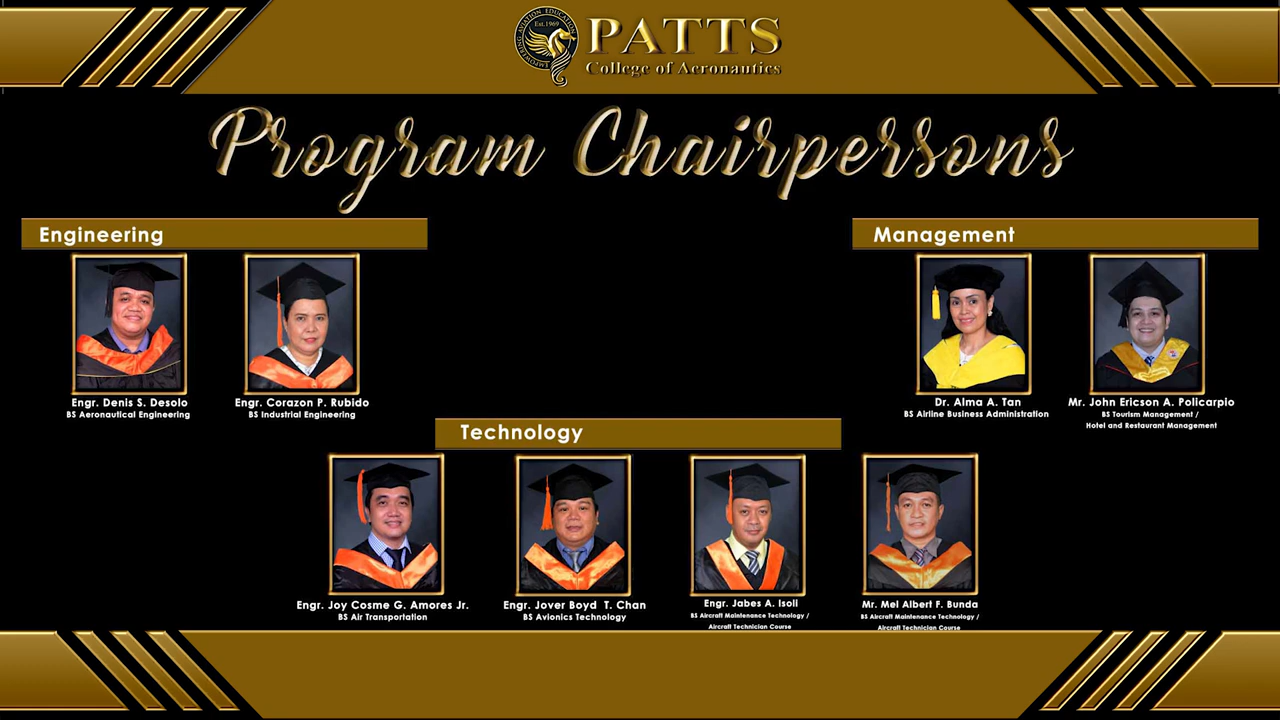 EMPOWERING AVIATION EDUCATION
Est. 1969
PATTS
College of Aeronautics
Program Chairpersons
Engineering
Engr. Denis S. Desolo
BS Aeronautical Engineering
Engr. Corazon P. Rubido
BS Industrial Engineering
Management
Dr. Alma A. Tan
BS Airline Business Administration
Mr. John Ericson A. Policarpio
BS Tourism Management /
Hotel and Restaurant Management
Technology
Engr. Joy Cosme G. Amores Jr.
BS Air Transportation
Engr. Jover Boyd T. Chan
BS Avionics Technology
Engr. Jabes A. Isoli
BS Aircraft Maintenance Technology /
Aircraft Technician Course
Mr. Mel Albert F. Bunda
BS Aircraft Maintenance Technology /
Aircraft Technician Course